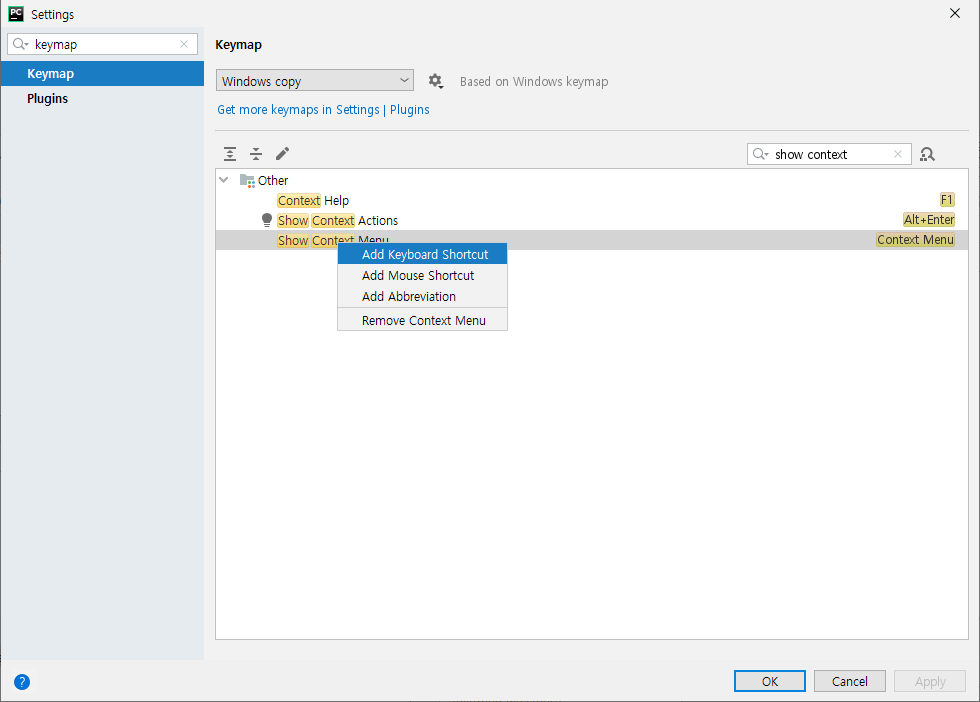 PC Settings
keymap
Keymap
Plugins
Keymap
Windows copy
Based on Windows keymap
Get more keymaps in Settings | Plugins
show context
Other
Context Help F1
Show Context Actions Alt+Enter
Show Context Menu Context Menu
Add Keyboard Shortcut
Add Mouse Shortcut
Add Abbreviation
Remove Context Menu
?
OK
Cancel
Apply